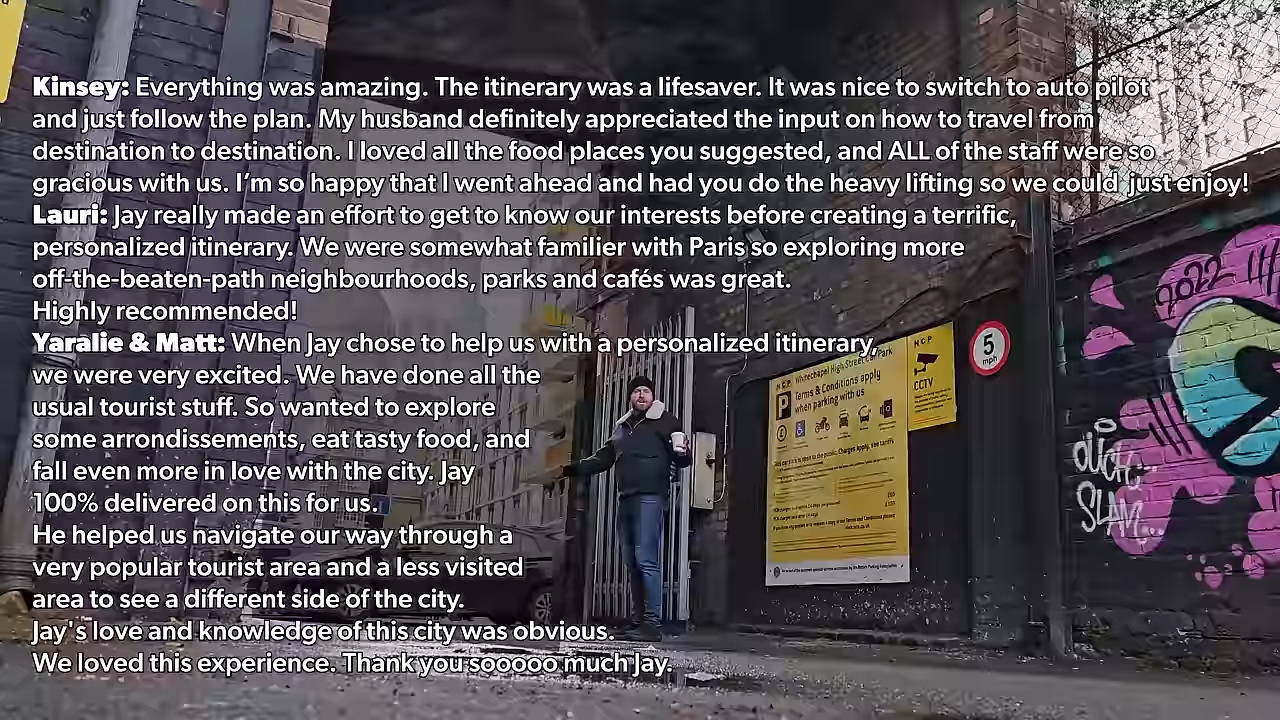 Kinsey: Everything was amazing. The itinerary was a lifesaver. It was nice to switch to auto pilot
and just follow the plan. My husband definitely appreciated the input on how to travel from
destination to destination. I loved all the food places you suggested, and ALL of the staff were so
gracious with us. I'm so happy that I went ahead and had you do the heavy lifting so we could just enjoy!
Lauri: Jay really made an effort to get to know our interests before creating a terrific,
personalized itinerary. We were somewhat familier with Paris so exploring more
off-the-beaten-path neighbourhoods, parks and cafés was great.
Highly recommended!
Yaralie & Matt: When Jay chose to help us with a personalized itinerary,
we were very excited. We have done all the
usual tourist stuff. So wanted to explore
some arrondissements, eat tasty food, and
fall even more in love with the city. Jay
100% delivered on this for us.
He helped us navigate our way through a
very popular tourist area and a less visited
area to see a different side of the city.
Jay's love and knowledge of this city was obvious.
We loved this experience. Thank you sooooo much Jay.
NCP Whitechapel High Street Car Park
P Terms & Conditions apply
when parking with us
NCP
CCTV
5
mph
2022
SLAM...